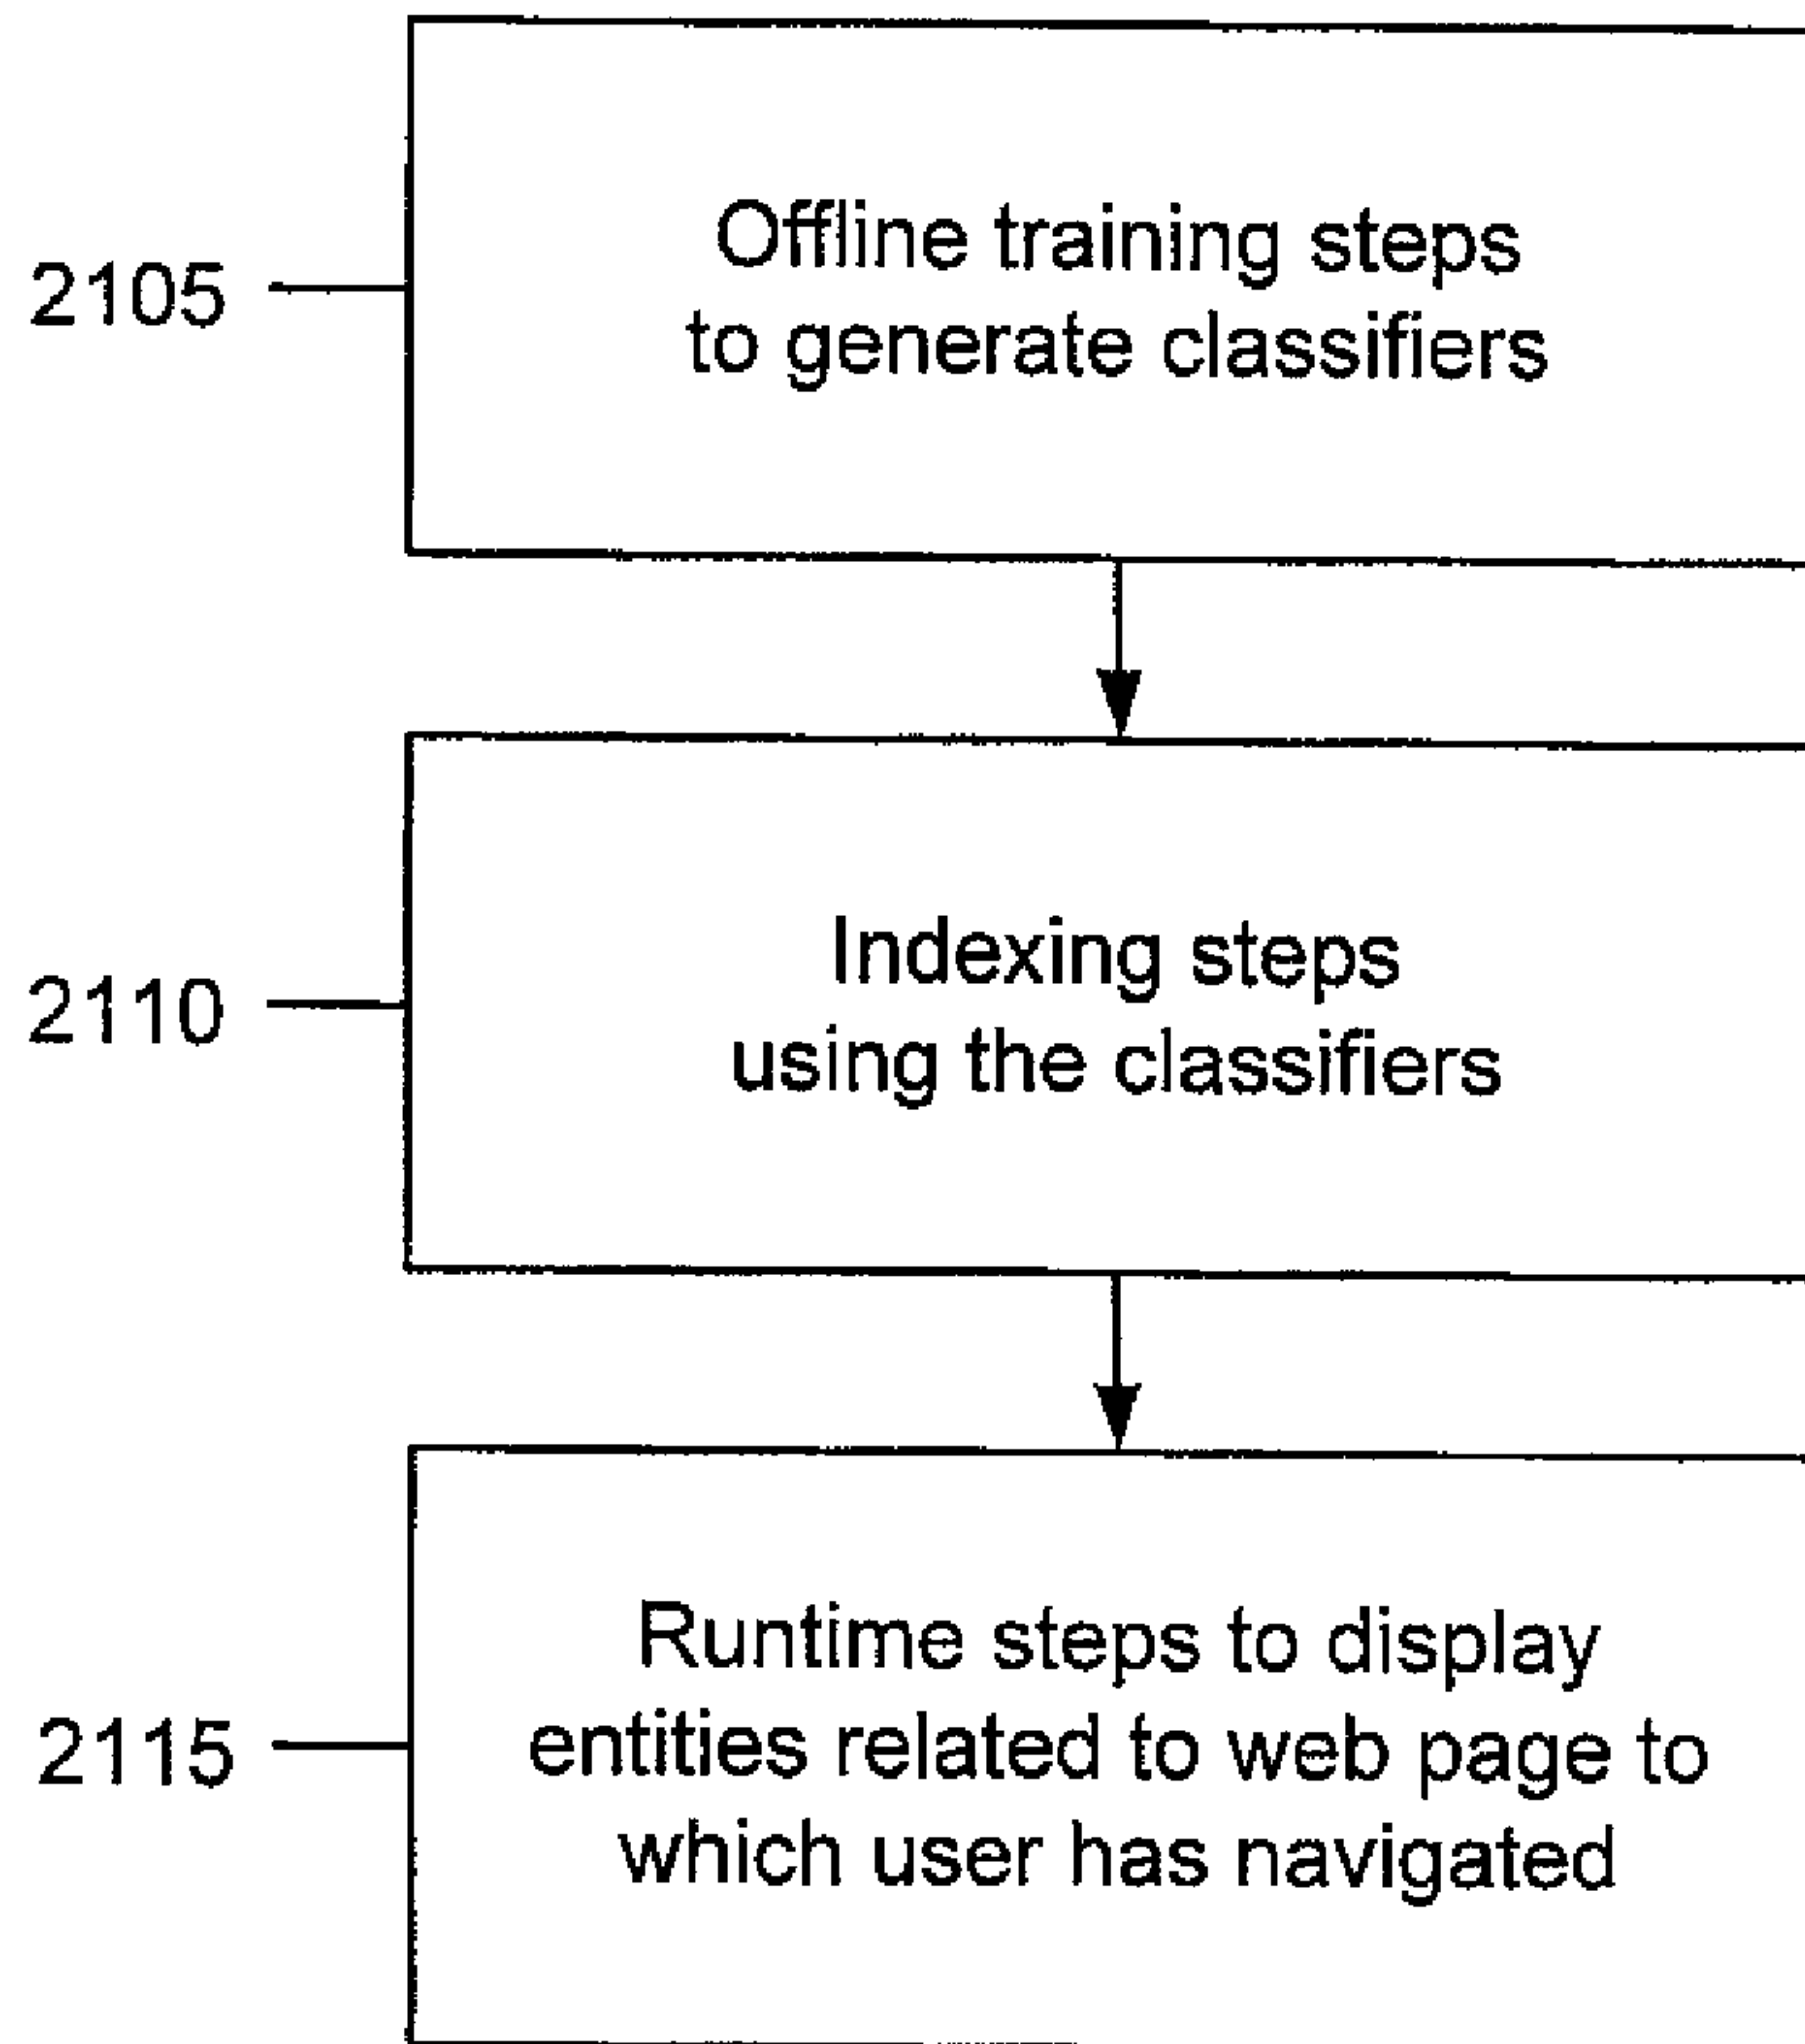 2105
Offline training steps
to generate classifiers
2110
Indexing steps
using the classifiers
2115
Runtime steps to display
entities related to web page to
which user has navigated